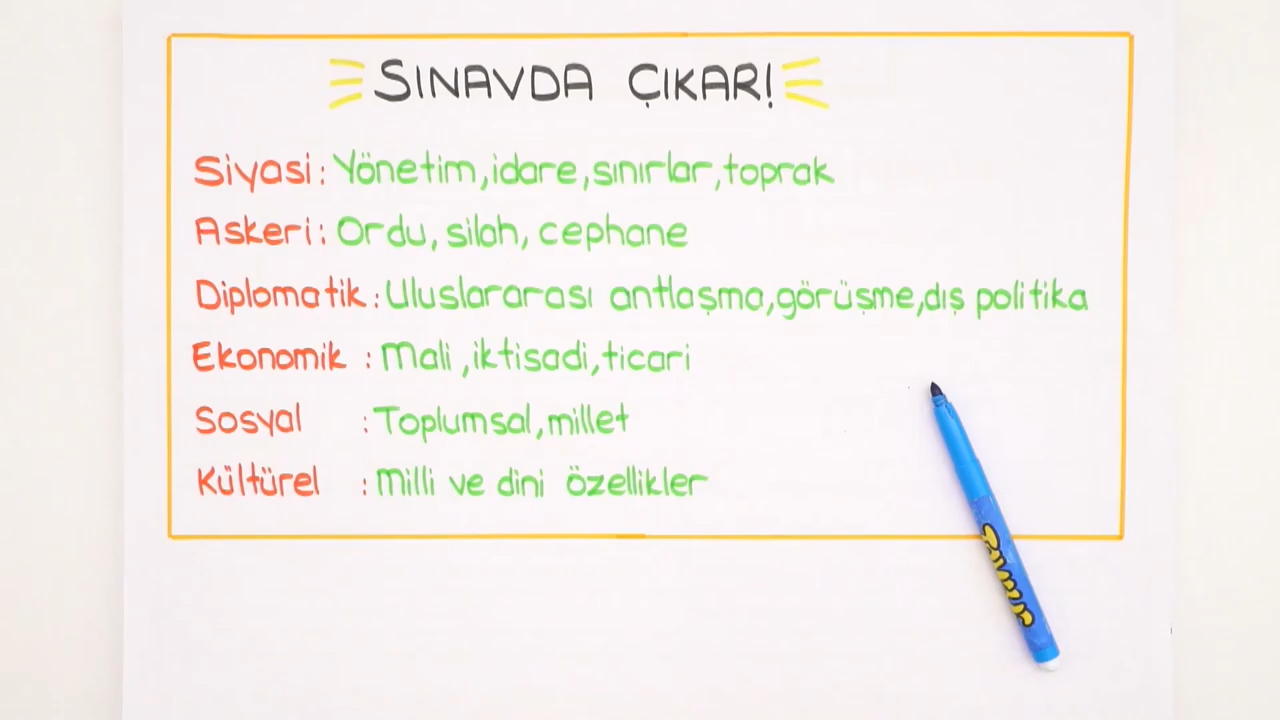 SINAVDA ÇIKAR!
Siyasi: Yönetim, idare, sınırlar, toprak
Askeri: Ordu, silah, cephane
Diplomatik: Uluslararası antlaşma, görüşme, dış politika
Ekonomik : Mali, iktisadi, ticari
Sosyal : Toplumsal, millet
Kültürel : Milli ve dini özellikler